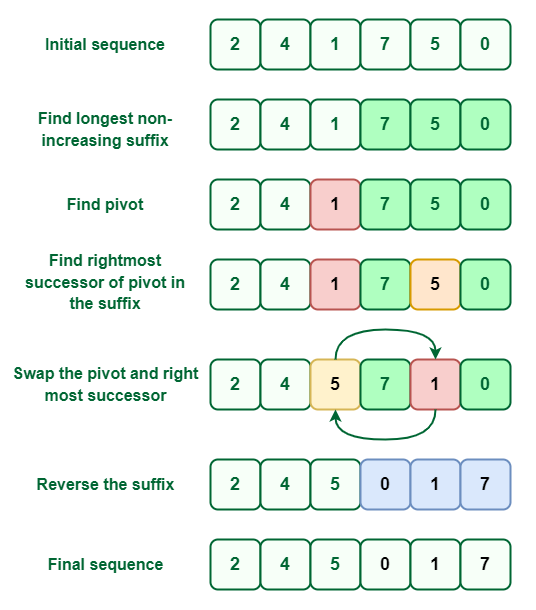 Initial sequence
2 4 1 7 5 0
Find longest non-
increasing suffix
2 4 1 7 5 0
Find pivot
2 4 1 7 5 0
Find rightmost
successor of pivot in
the suffix
2 4 1 7 5 0
Swap the pivot and right
most successor
2 4 5 7 1 0
Reverse the suffix
2 4 5 0 1 7
Final sequence
2 4 5 0 1 7